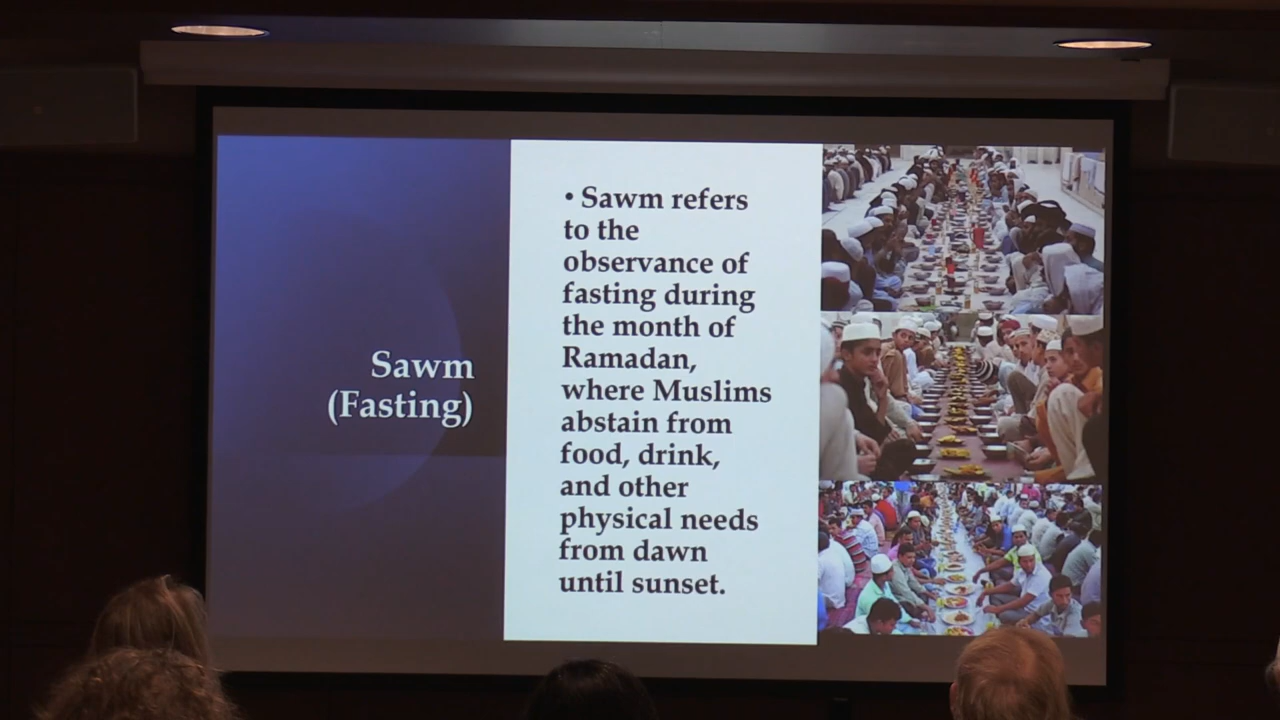 Sawm
(Fasting)
• Sawm refers
to the
observance of
fasting during
the month of
Ramadan,
where Muslims
abstain from
food, drink,
and other
physical needs
from dawn
until sunset.